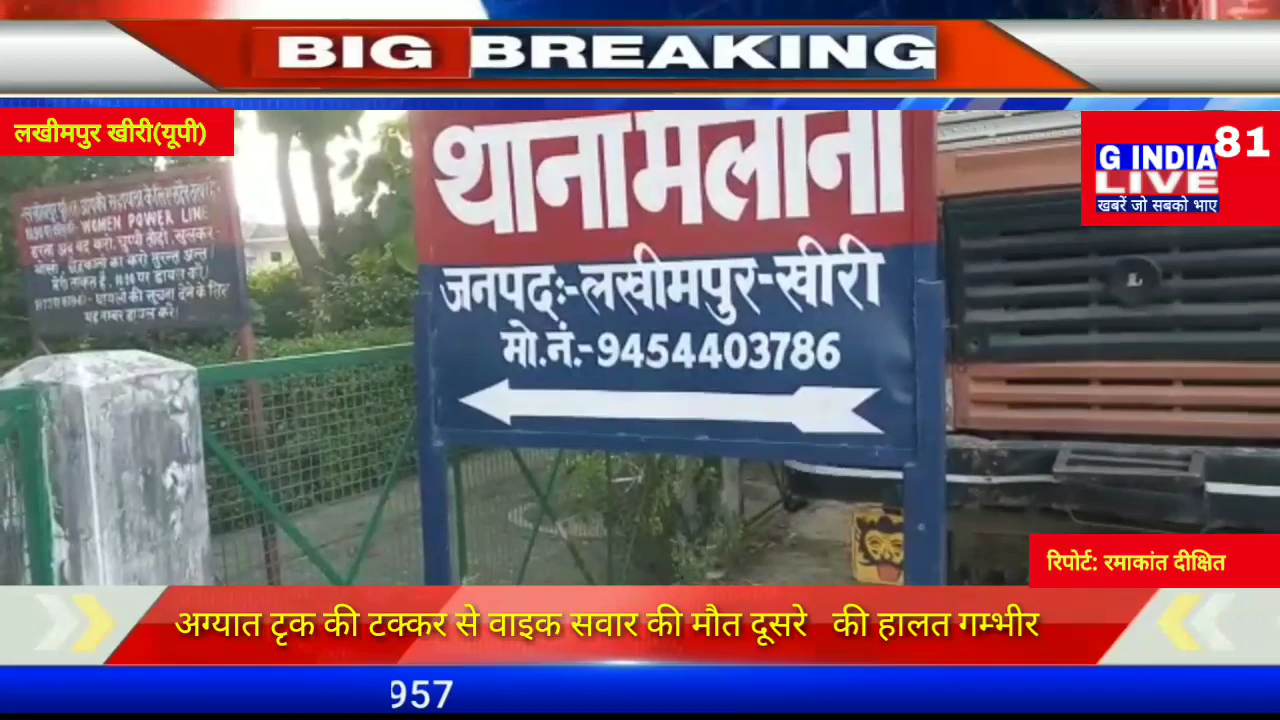 BIG BREAKING
लखीमपुर खीरी(यूपी)
81
G INDIA
LIVE
खबरें जो सबको भाए
थाना मलाना
जनपदः-लखीमपुर-खीरी
मो.नं.-9454403786
WOMEN POWER LINE
रिपोर्ट: रमाकांत दीक्षित
अग्यात टृक की टक्कर से वाइक सवार की मौत दूसरे की हालत गम्भीर
957